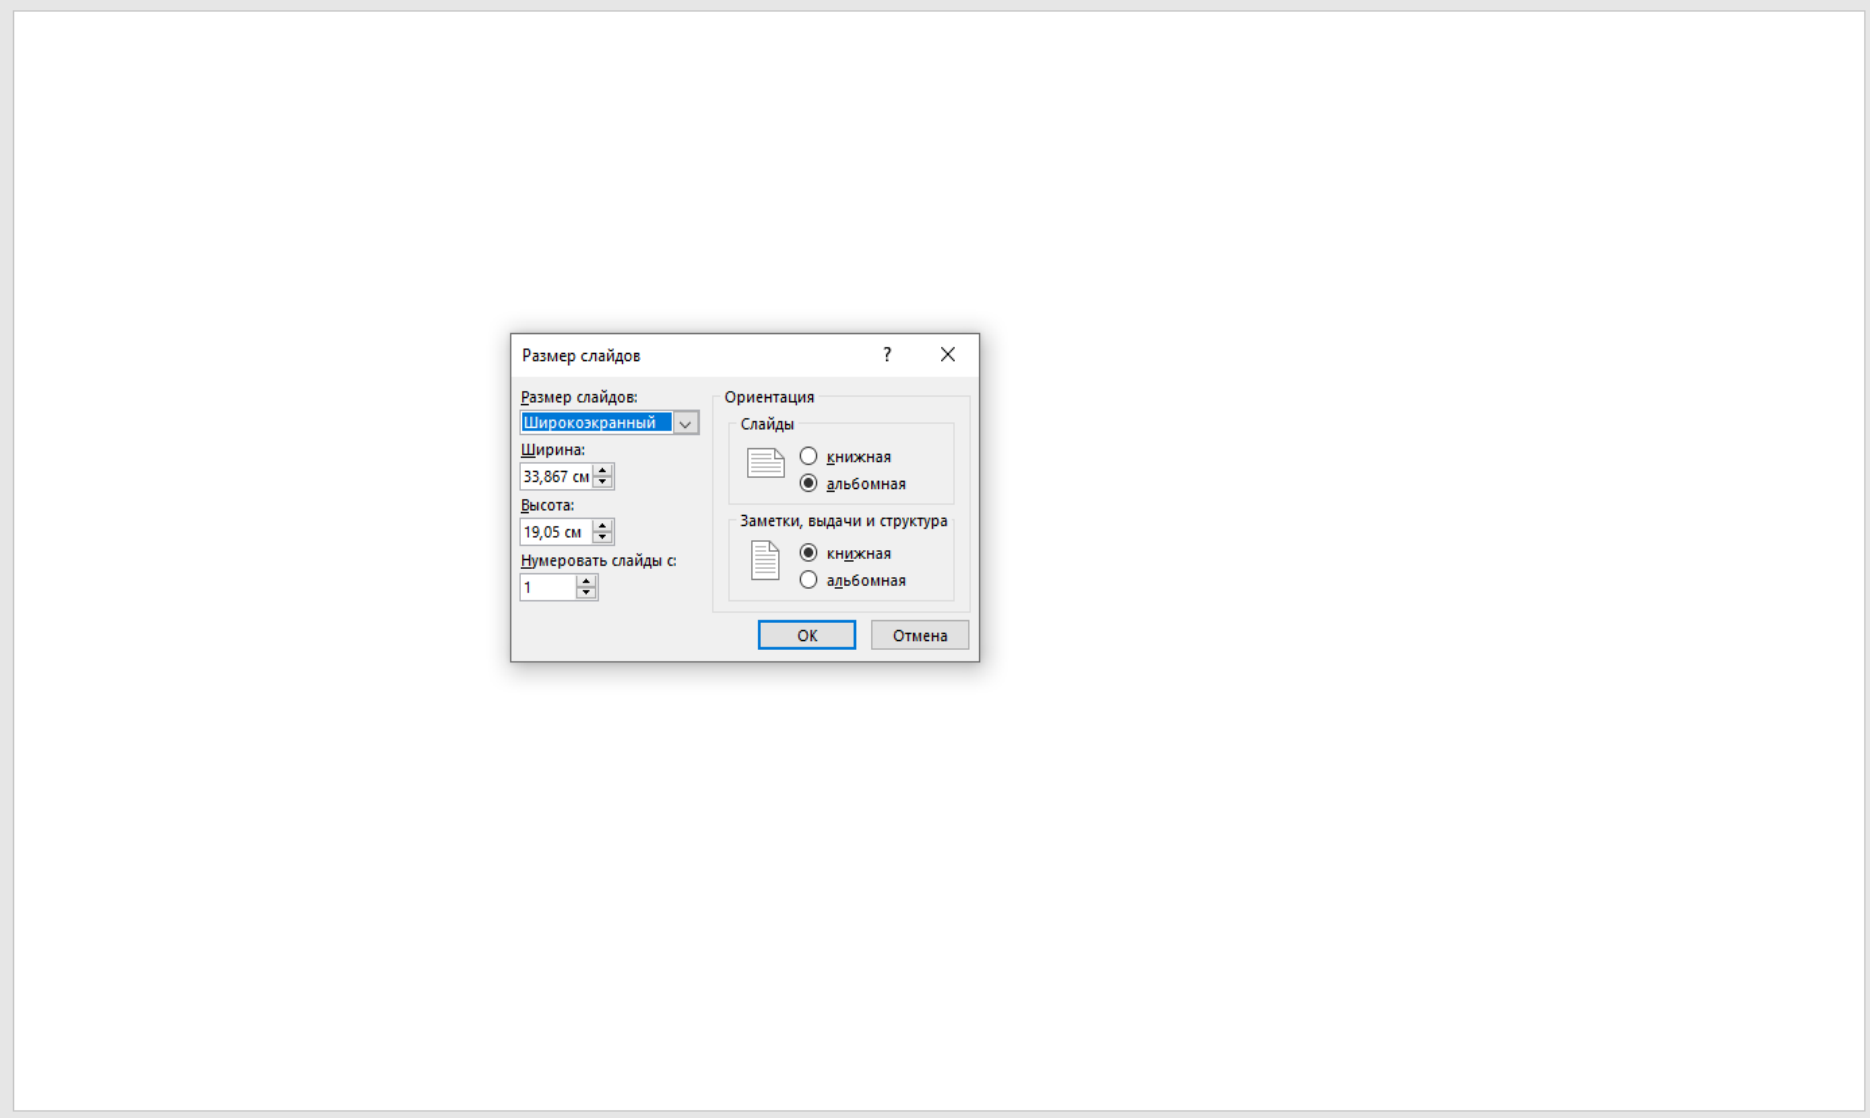 Размер слайдов
?
Размер слайдов:
Широкоэкранный
Ширина:
33,867 см
Высота:
19,05 см
Нумеровать слайды с:
1
Ориентация
Слайды
книжная
альбомная
Заметки, выдачи и структура
книжная
альбомная
ОК
Отмена